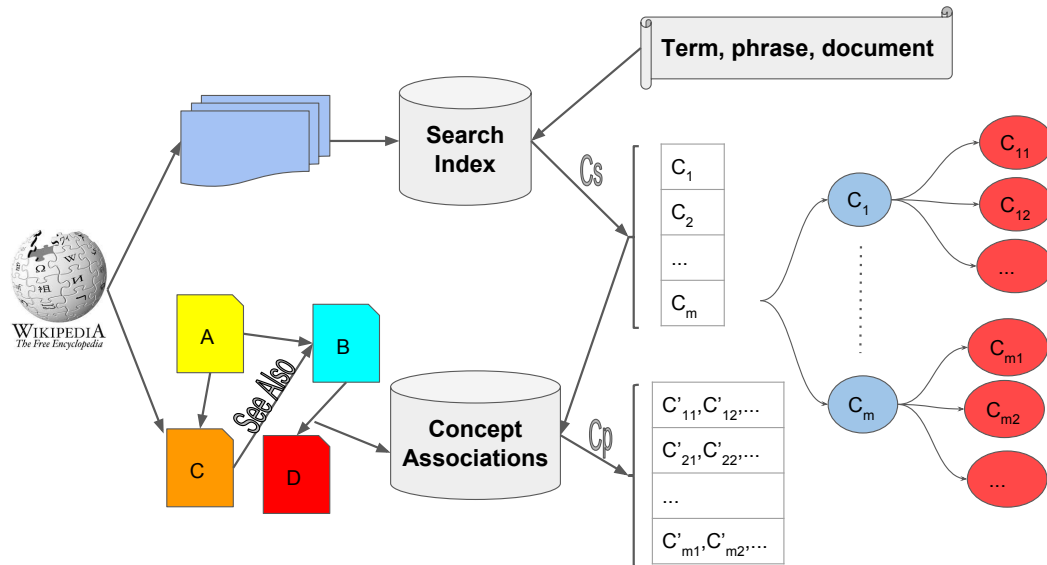 Term, phrase, document
Search
Index
Cs
C1
C2
...
Cm
C1
C11
C12
...
Ω
W
И
祖
WIKIPEDIA
The Free Encyclopedia
A
B
See Also
C
D
Concept
Associations
Cp
C'11,C'12,...
C'21,C'22,...
...
C'm1,C'm2,...
Cm
Cm1
Cm2
...